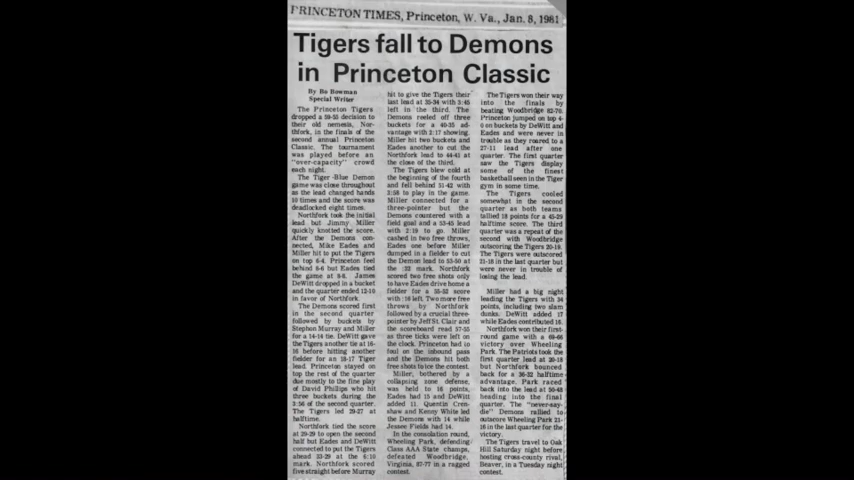 PRINCETON TIMES, Princeton, W. Va., Jan. 8, 1981
Tigers fall to Demons
in Princeton Classic
By Bo Bowman
Special Writer
The Princeton Tigers
dropped a 59-55 decision to
their old nemesis, Nor-
thfork, in the finals of the
second annual Princeton
Classic. The tournament
was played before an
"over-capacity" crowd
each night.
The Tiger-Blue Demon
game was close throughout
as the lead changed hands
10 times and the score was
deadlocked eight times.
Northfork took the initial
lead but Jimmy Miller
quickly knotted the score.
After the Demons con-
nected, Mike Eades and
Miller hit to put the Tigers
on top 6-4. Princeton feel
behind 8-6 but Eades tied
the game at 8-8. James
DeWitt dropped in a bucket
and the quarter ended 12-10
in favor of Northfork.
The Demons scored first
in the second quarter
followed by buckets by
Stephon Murray and Miller
for a 14-14 tie. DeWitt gave
the Tigers another tie at 16-
16 before hitting another
fielder for an 18-17 Tiger
lead. Princeton stayed on
top the rest of the quarter
due mostly to the fine play
of David Phillips who hit
three buckets during the
3:56 of the second quarter.
The Tigers led 29-27 at
halftime.
Northfork tied the score
at 29-29 to open the second
half but Eades and DeWitt
connected to put the Tigers
ahead 33-29 at the 6:10
mark. Northfork scored
five straight before Murray
hit to give the Tigers their
last lead at 35-34 with 3:45
left in the third. The
Demons reeled off three
buckets for a 40-35 ad-
vantage with 2:17 showing.
Miller hit two buckets and
Eades another to cut the
Northfork lead to 44-41 at
the close of the third.
The Tigers blew cold at
the beginning of the fourth
and fell behind 51-42 with
3:58 to play in the game.
Miller connected for a
three-pointer but the
Demons countered with a
field goal and a 53-45 lead
with 2:19 to go. Miller
cashed in two free throws,
Eades one before Miller
dumped in a fielder to cut
the Demon lead to 53-50 at
the :22 mark. Northfork
scored two free shots only
to have Eades drive home a
fielder for a 55-52 score
with :16 left. Two more free
throws by Northfork
followed by a crucial three-
pointer by Jeff St. Clair and
the scoreboard read 57-55
as three ticks were left on
the clock. Princeton had to
foul on the inbound pass
and the Demons hit both
free shots to ice the contest.
Miller, bothered by a
collapsing zone defense,
was held to 16 points,
Eades had 15 and DeWitt
added 11. Quentin Cren-
shaw and Kenny White led
the Demons with 14 while
Jessee Fields had 14.
In the consolation round,
Wheeling Park, defending
Class AAA State champs,
defeated Woodbridge,
Virginia, 87-77 in a ragged
contest.
The Tigers won their way
into the finals by
beating Woodbridge 82-70.
Princeton jumped on top 4-
0 on buckets by DeWitt and
Eades and were never in
trouble as they roared to a
27-11 lead after one
quarter. The first quarter
saw the Tigers display
some of the finest
basketball seen in the Tiger
gym in some time.
The Tigers cooled
somewhat in the second
quarter as both teams
tallied 18 points for a 45-29
halftime score. The third
quarter was a repeat of the
second with Woodbridge
outscoring the Tigers 20-19.
The Tigers were outscored
21-18 in the last quarter but
were never in trouble of
losing the lead.
Miller had a big night
leading the Tigers with 34
points, including two slam
dunks. DeWitt added 17
while Eades contributed 16.
Northfork won their first-
round game with a 69-66
victory over Wheeling
Park. The Patriots took the
first quarter lead at 20-18
but Northfork bounced
back for a 36-32 halftime
advantage. Park raced
back into the lead at 50-48
heading into the final
quarter. The "never-say-
die" Demons rallied to
outscore Wheeling Park 21-
16 in the last quarter for the
victory.
The Tigers travel to Oak
Hill Saturday night before
hosting cross-county rival,
Beaver, in a Tuesday night
contest.